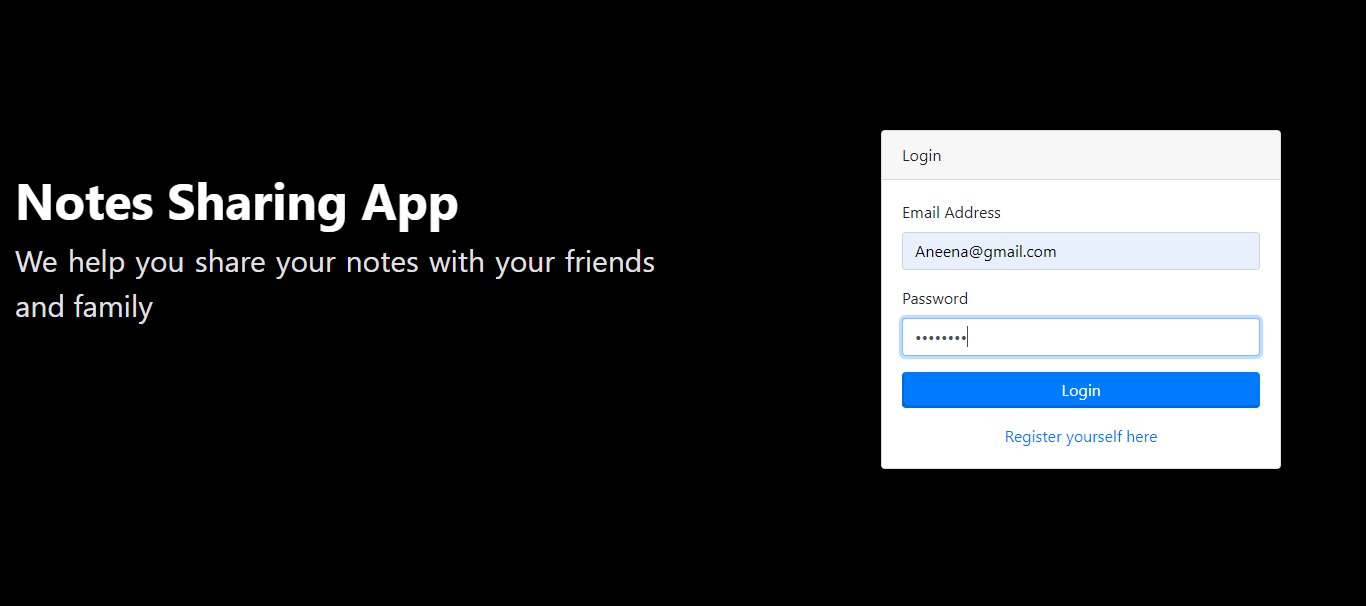 Notes Sharing App
We help you share your notes with your friends
and family
Login
Email Address
Aneena@gmail.com
Password
••••••••
Login
Register yourself here